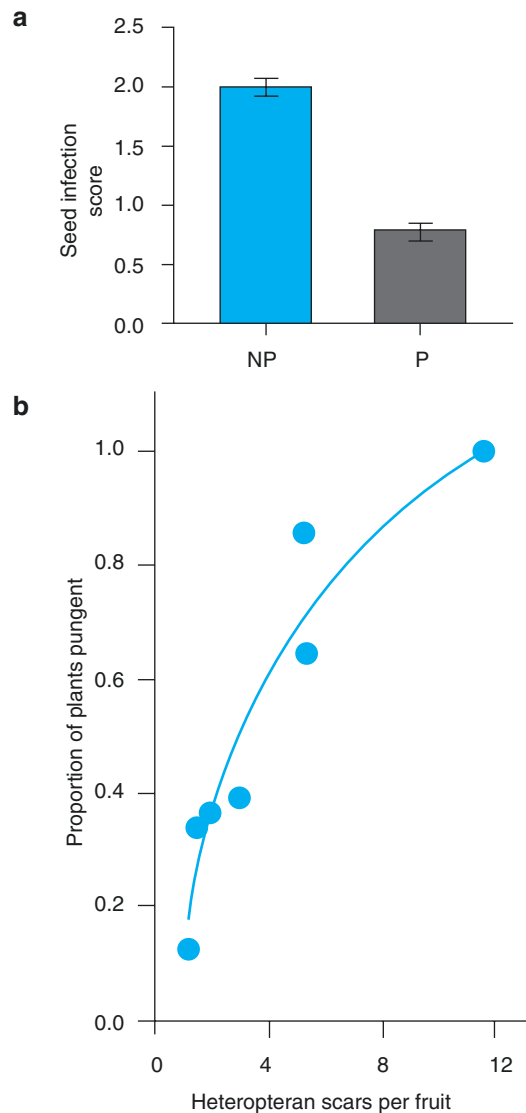 a
2.5
2.0
1.5
1.0
0.5
0.0
Seed infection
score
NP
P
b
1.0
0.8
0.6
0.4
0.2
0.0
Proportion of plants pungent
0
4
8
12
Heteropteran scars per fruit